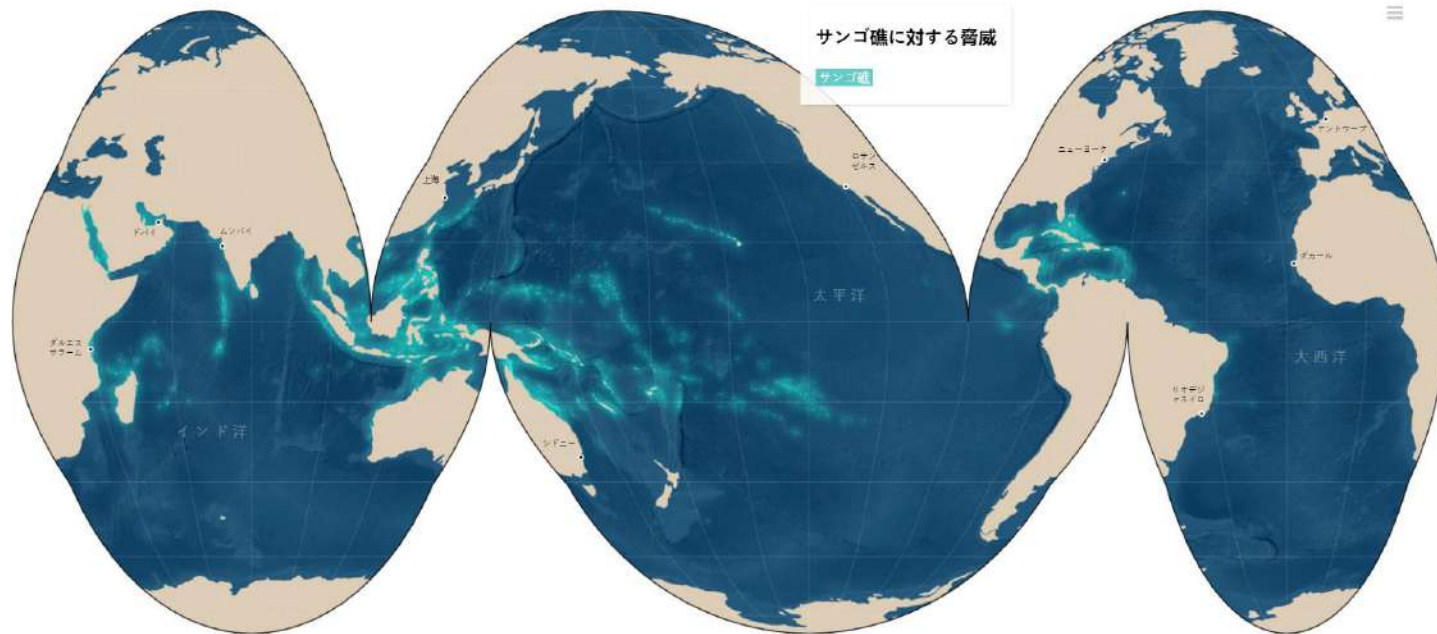 サンゴ礁に対する脅威
サンゴ礁
アントワープ
ニューヨーク
ロサン
ゼルス
上海
ドバイ
ムンバイ
ダカール
太平洋
ダルエス
サラーム
大西洋
リオデジ
ャネイロ
インド洋
シドニー